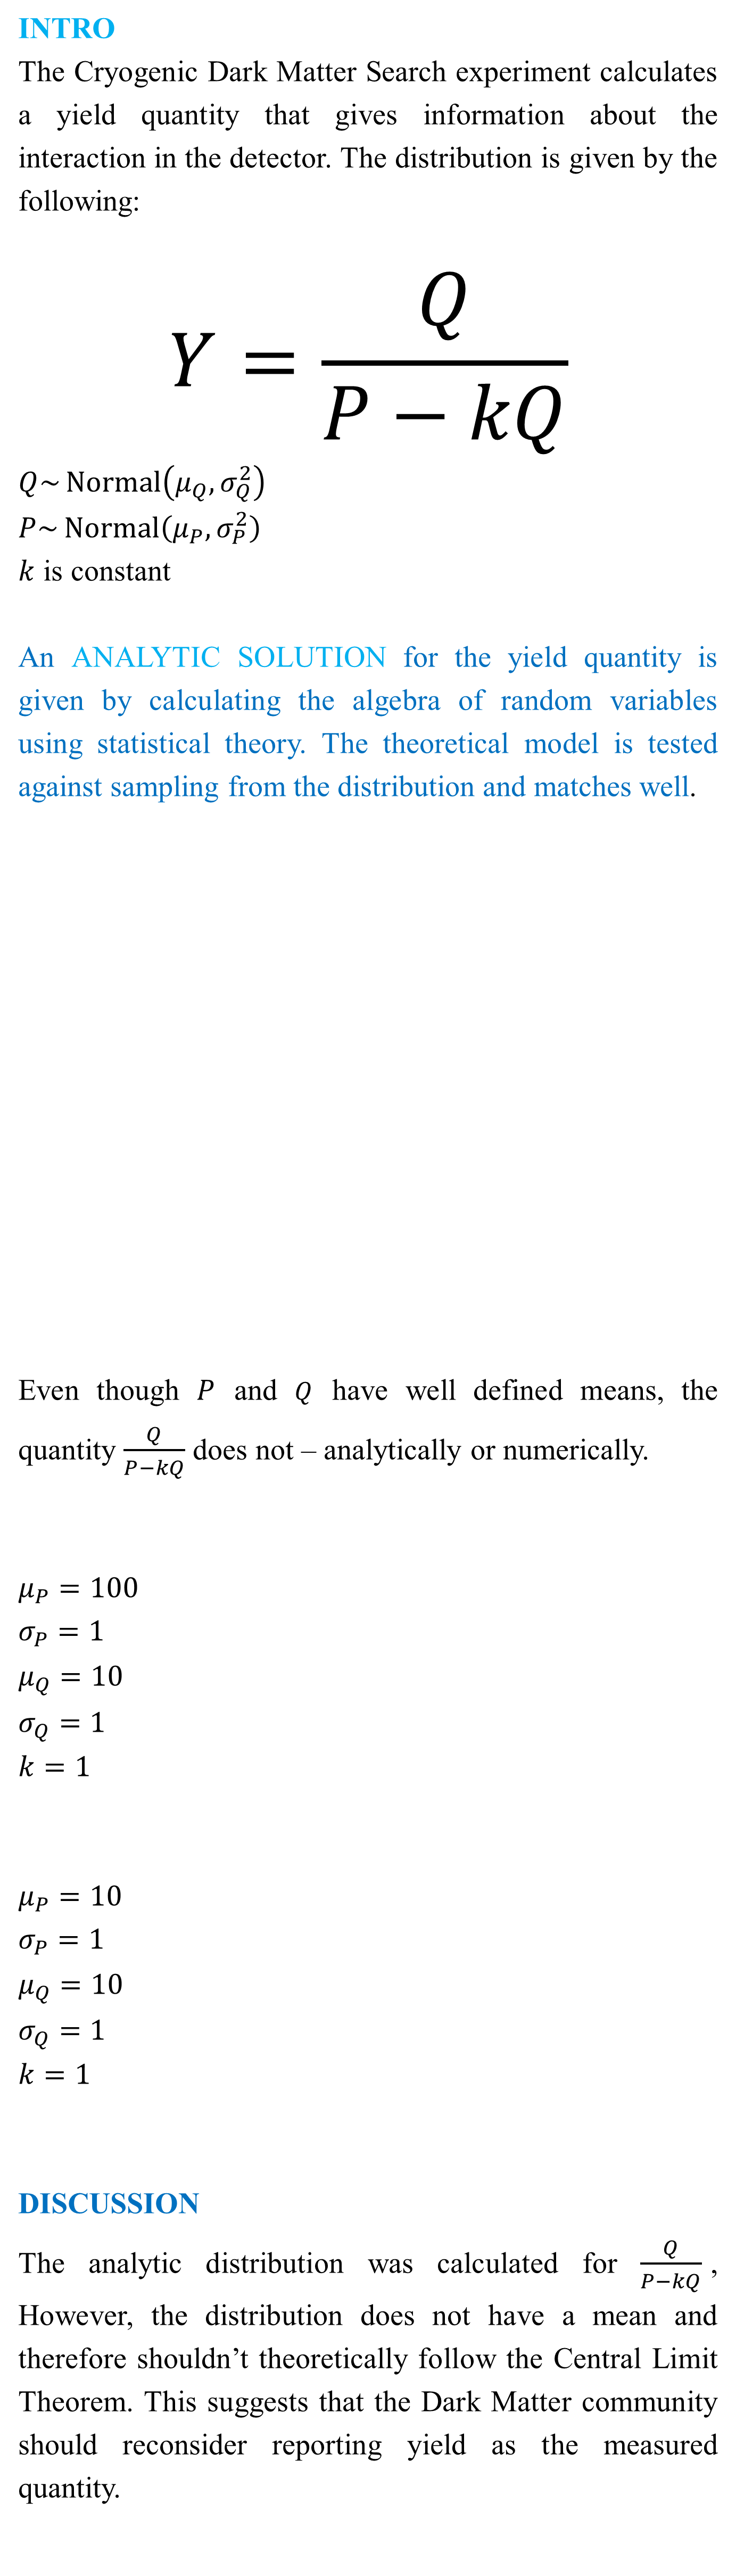 INTRO
The Cryogenic Dark Matter Search experiment calculates
a yield quantity that gives information about the
interaction in the detector. The distribution is given by the
following:
Y = Q / (P − kQ)
Q~ Normal(μ_Q, σ_Q^2)
P~ Normal(μ_P, σ_P^2)
k is constant
An ANALYTIC SOLUTION for the yield quantity is
given by calculating the algebra of random variables
using statistical theory. The theoretical model is tested
against sampling from the distribution and matches well.
Even though P and Q have well defined means, the
quantity Q / (P−kQ) does not – analytically or numerically.
μ_P = 100
σ_P = 1
μ_Q = 10
σ_Q = 1
k = 1
μ_P = 10
σ_P = 1
μ_Q = 10
σ_Q = 1
k = 1
DISCUSSION
The analytic distribution was calculated for Q / (P−kQ) ,
However, the distribution does not have a mean and
therefore shouldn’t theoretically follow the Central Limit
Theorem. This suggests that the Dark Matter community
should reconsider reporting yield as the measured
quantity.